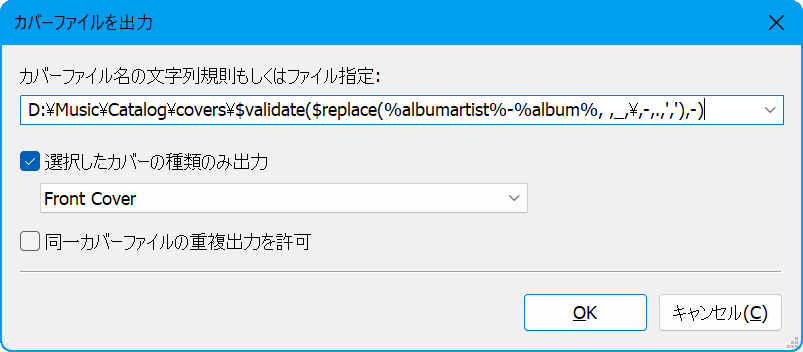 カバーファイルを出力
カバーファイル名の文字列規則もしくはファイル指定:
D:¥Music¥Catalog¥covers¥$validate($replace(%albumartist%-%album%, ,_,¥,-,.,','),-)
選択したカバーの種類のみ出力
Front Cover
同一カバーファイルの重複出力を許可
OK
キャンセル(C)